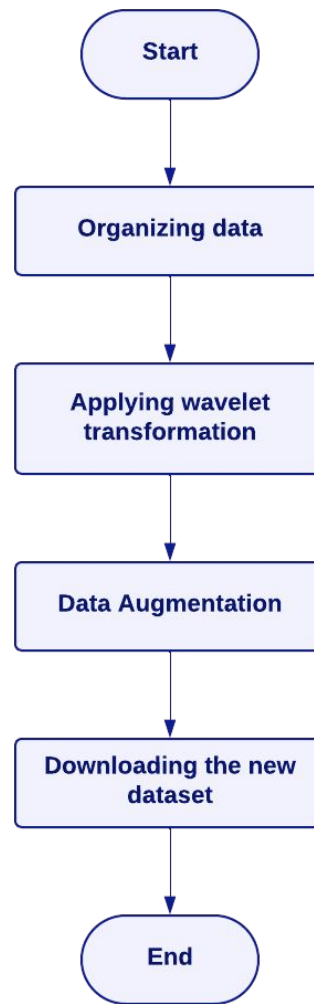 Start
Organizing data
Applying wavelet
transformation
Data Augmentation
Downloading the new
dataset
End